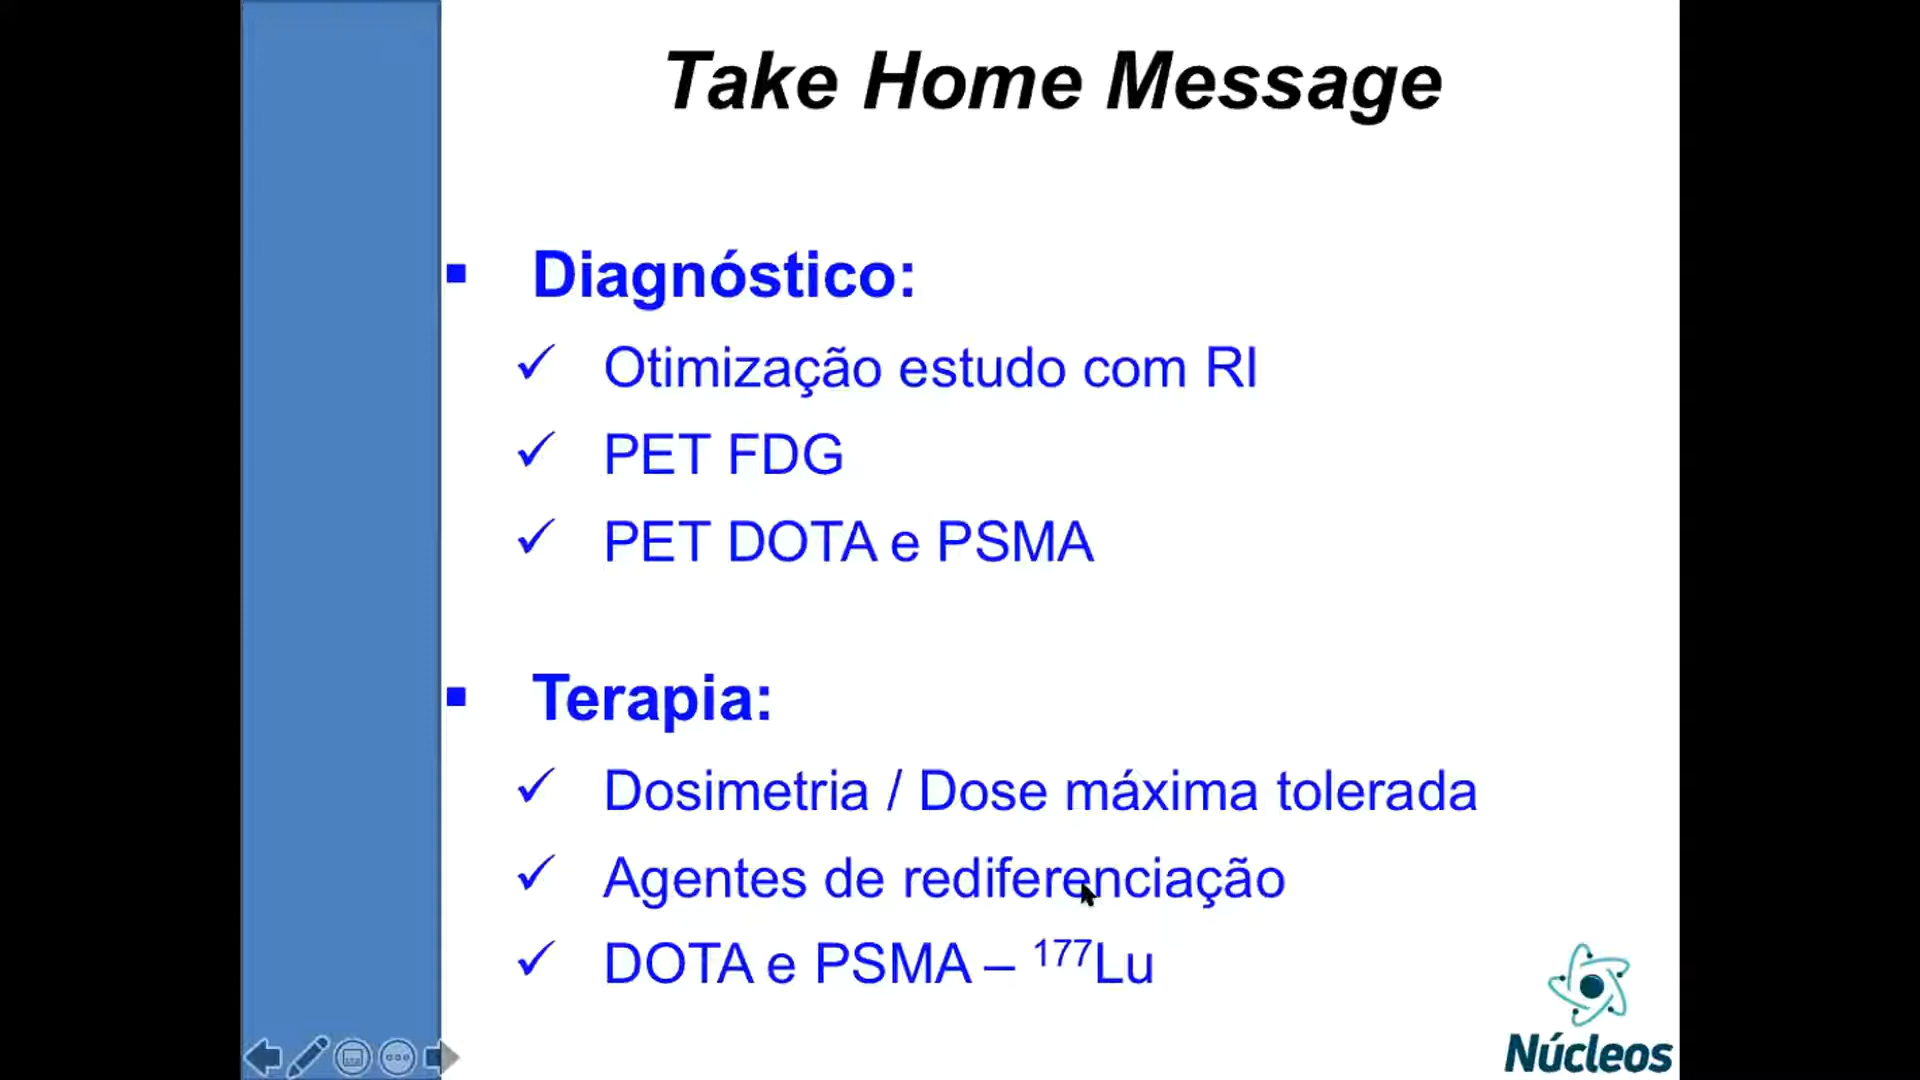 Take Home Message
Diagnóstico:
Otimização estudo com RI
PET FDG
PET DOTA e PSMA
Terapia:
Dosimetria / Dose máxima tolerada
Agentes de rediferenciação
DOTA e PSMA – ¹⁷⁷Lu
Núcleos